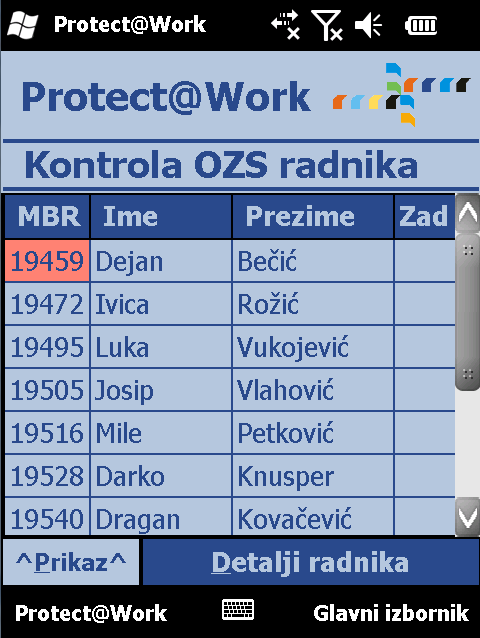 Protect@Work
Protect@Work
Kontrola OZS radnika
MBR Ime Prezime Zad
19459 Dejan Bečić
19472 Ivica Rožić
19495 Luka Vukojević
19505 Josip Vlahović
19516 Mile Petković
19528 Darko Knusper
19540 Dragan Kovačević
^Prikaz^ Detalji radnika
Protect@Work Glavni izbornik